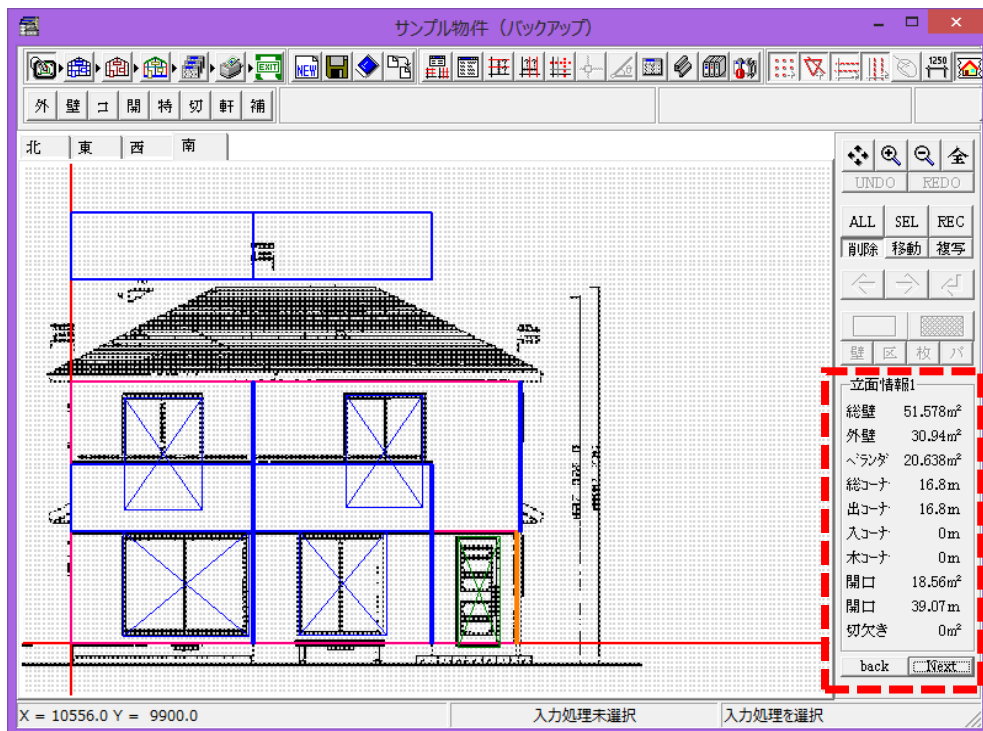 サンプル物件（バックアップ）
EXIT NEW 1250
外 壁 コ 開 特 切 軒 補
北 東 西 南
全
UNDO REDO
ALL SEL REC
削除 移動 複写
壁 区 枚 パ
立面情報1
総壁 51.578m²
外壁 30.94m²
ベランダ 20.638m²
総コーナ 16.8m
出コーナ 16.8m
入コーナ 0m
木コーナ 0m
開口 18.56m²
開口 39.07m
切欠き 0m²
back Next
X = 10556.0 Y = 9900.0 入力処理未選択 入力処理を選択